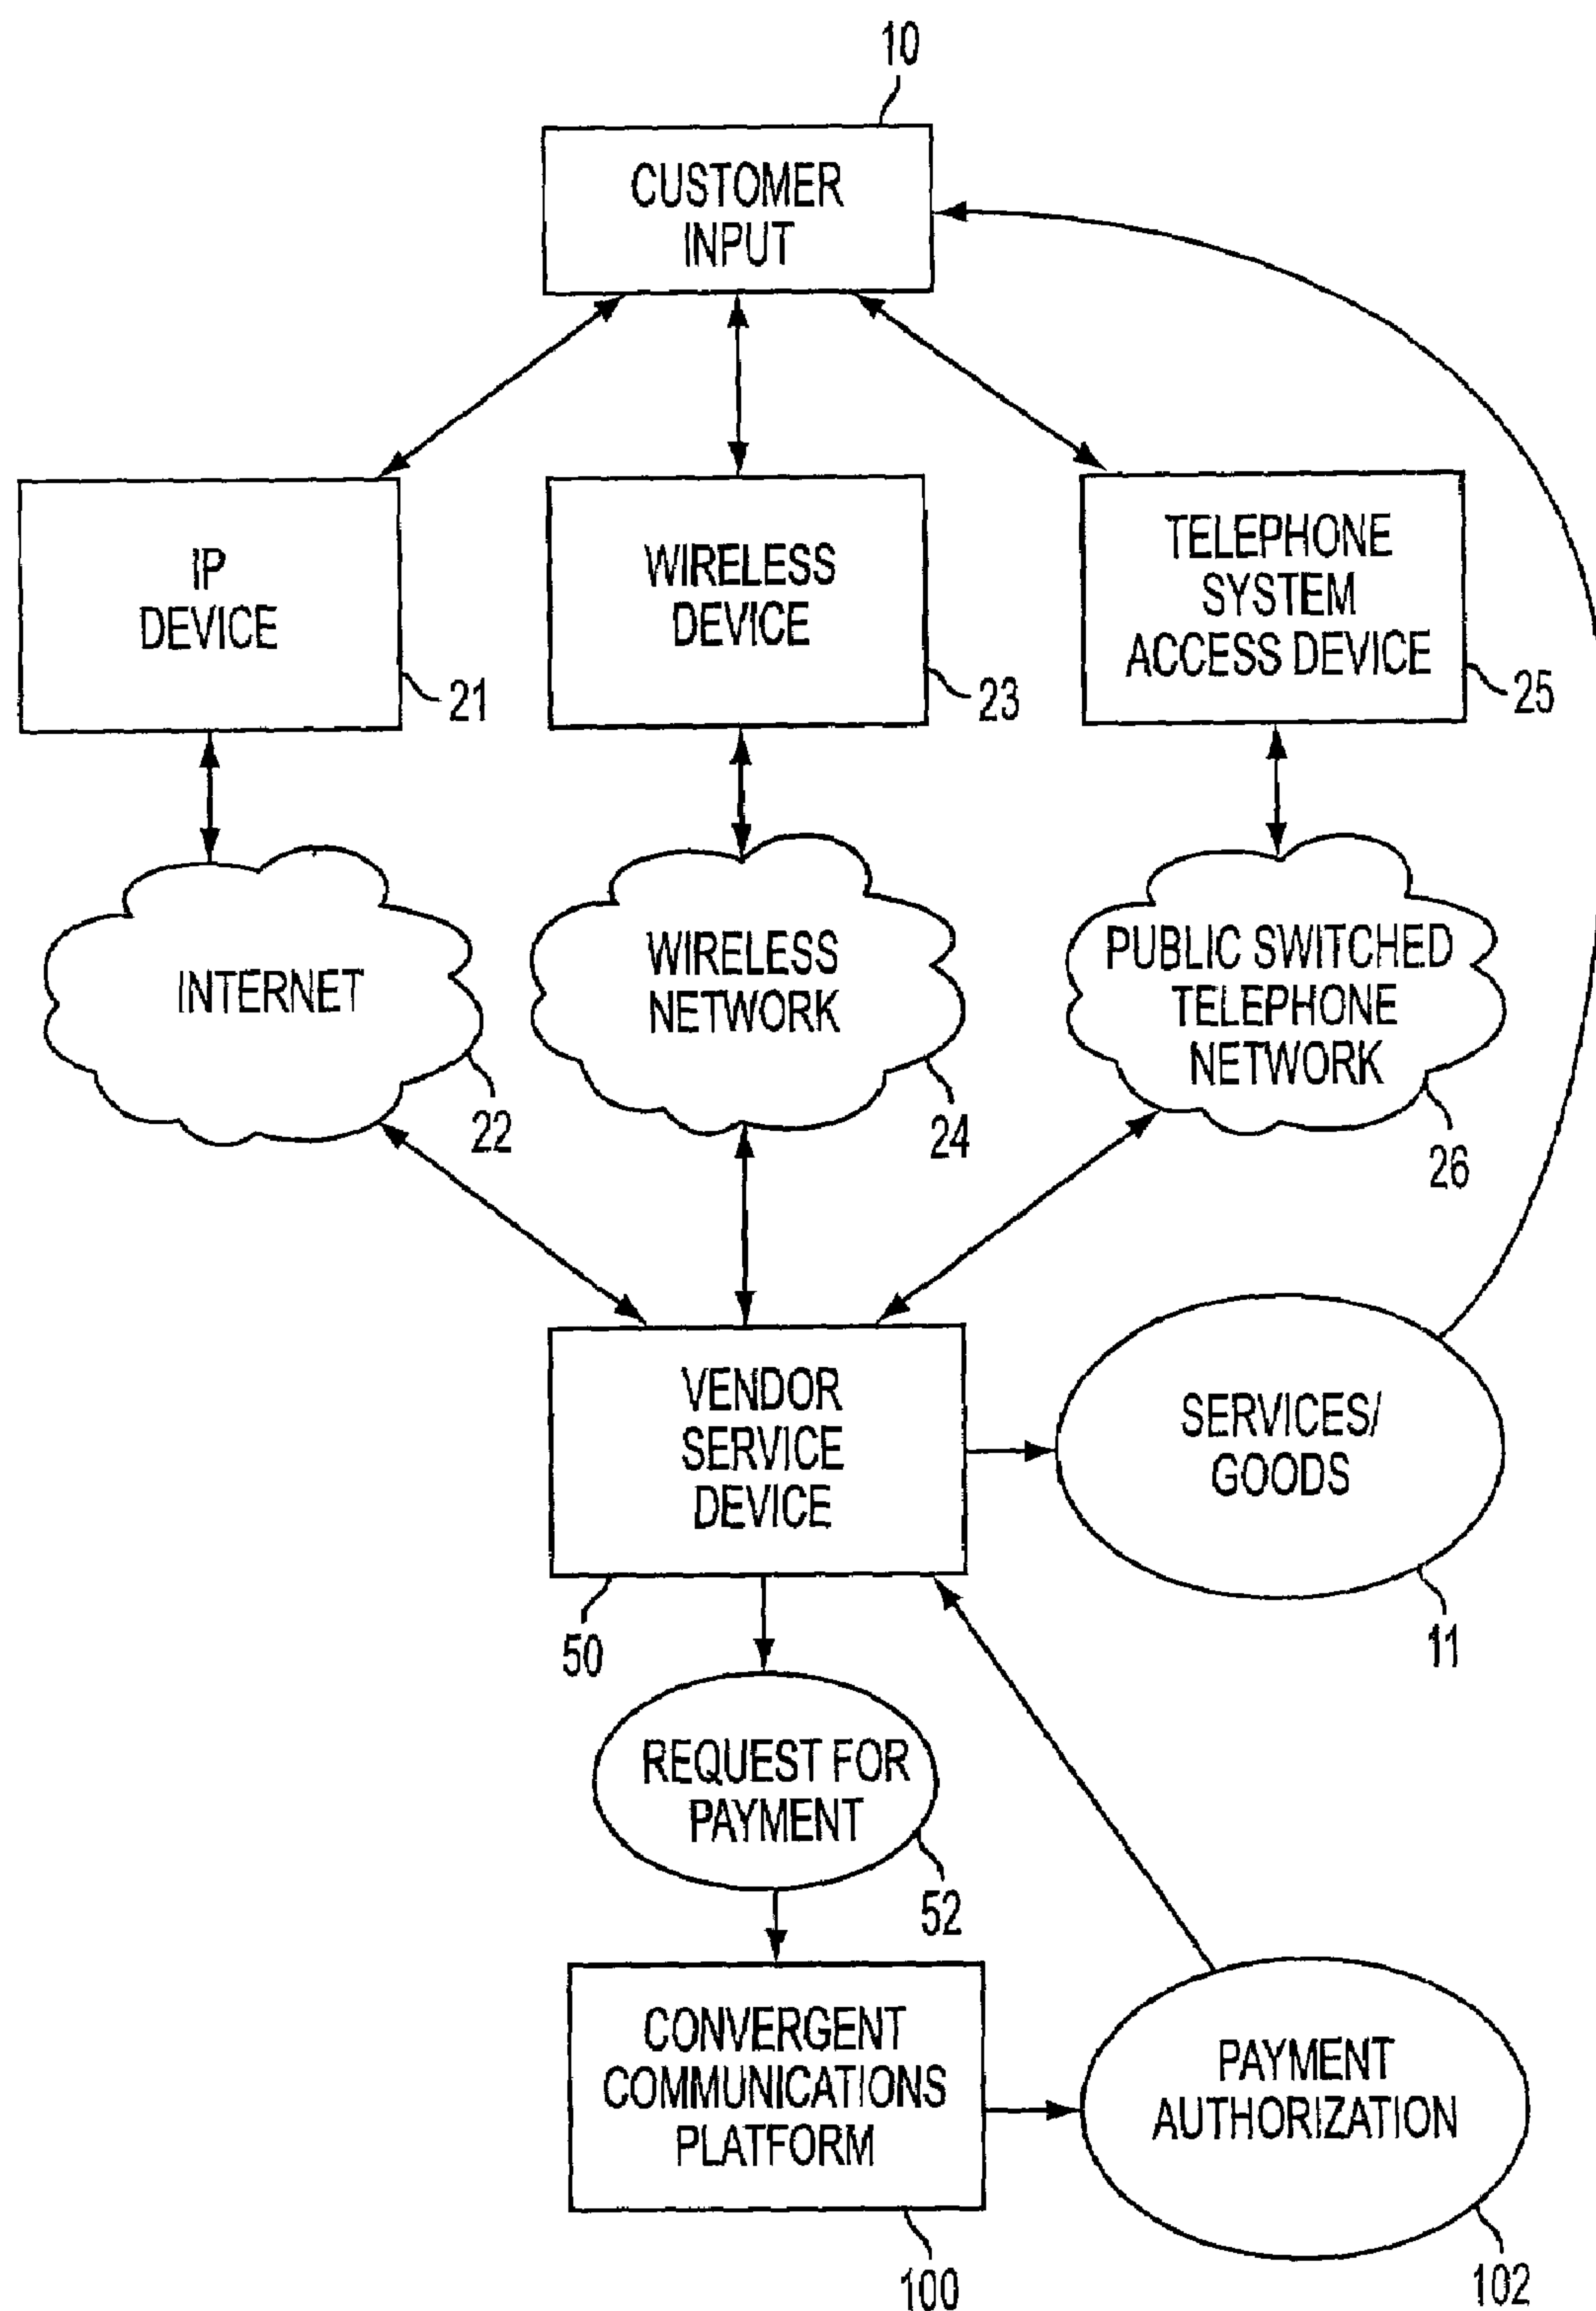 10
CUSTOMER
INPUT
IP
DEVICE
21
WIRELESS
DEVICE
23
TELEPHONE
SYSTEM
ACCESS DEVICE
25
INTERNET
22
WIRELESS
NETWORK
24
PUBLIC SWITCHED
TELEPHONE
NETWORK
26
VENDOR
SERVICE
DEVICE
50
SERVICES/
GOODS
11
REQUEST FOR
PAYMENT
52
CONVERGENT
COMMUNICATIONS
PLATFORM
100
PAYMENT
AUTHORIZATION
102